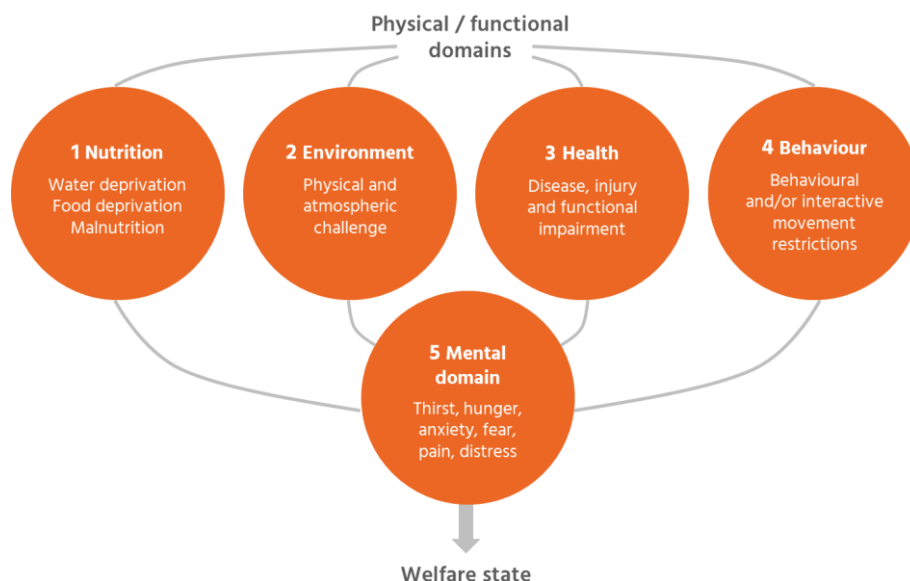 Physical / functional
domains
1 Nutrition
Water deprivation
Food deprivation
Malnutrition
2 Environment
Physical and
atmospheric
challenge
3 Health
Disease, injury
and functional
impairment
4 Behaviour
Behavioural
and/or interactive
movement
restrictions
5 Mental
domain
Thirst, hunger,
anxiety, fear,
pain, distress
Welfare state